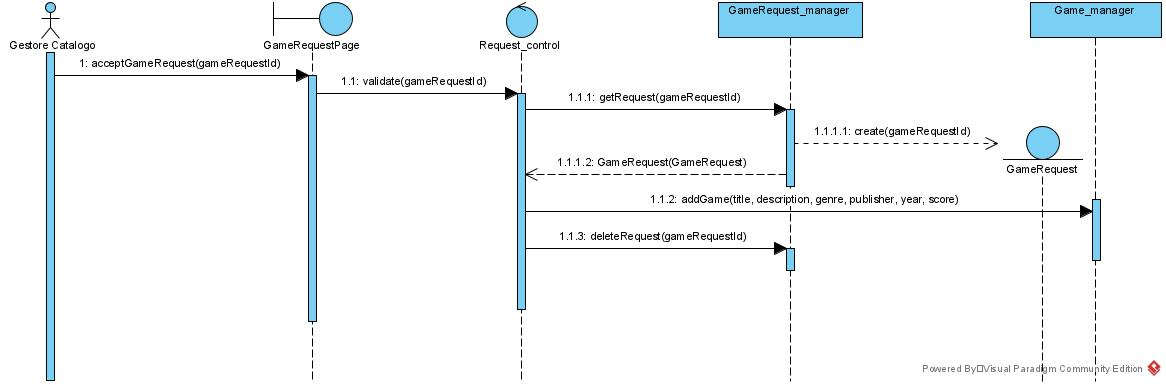 GameRequest_manager
Game_manager
Gestore Catalogo
GameRequestPage
Request_control
1: acceptGameRequest(gameRequestId)
1.1: validate(gameRequestId)
1.1.1: getRequest(gameRequestId)
1.1.1.1: create(gameRequestId)
1.1.1.2: GameRequest(GameRequest)
GameRequest
1.1.2: addGame(title, description, genre, publisher, year, score)
1.1.3: deleteRequest(gameRequestId)
Powered By□Visual Paradigm Community Edition